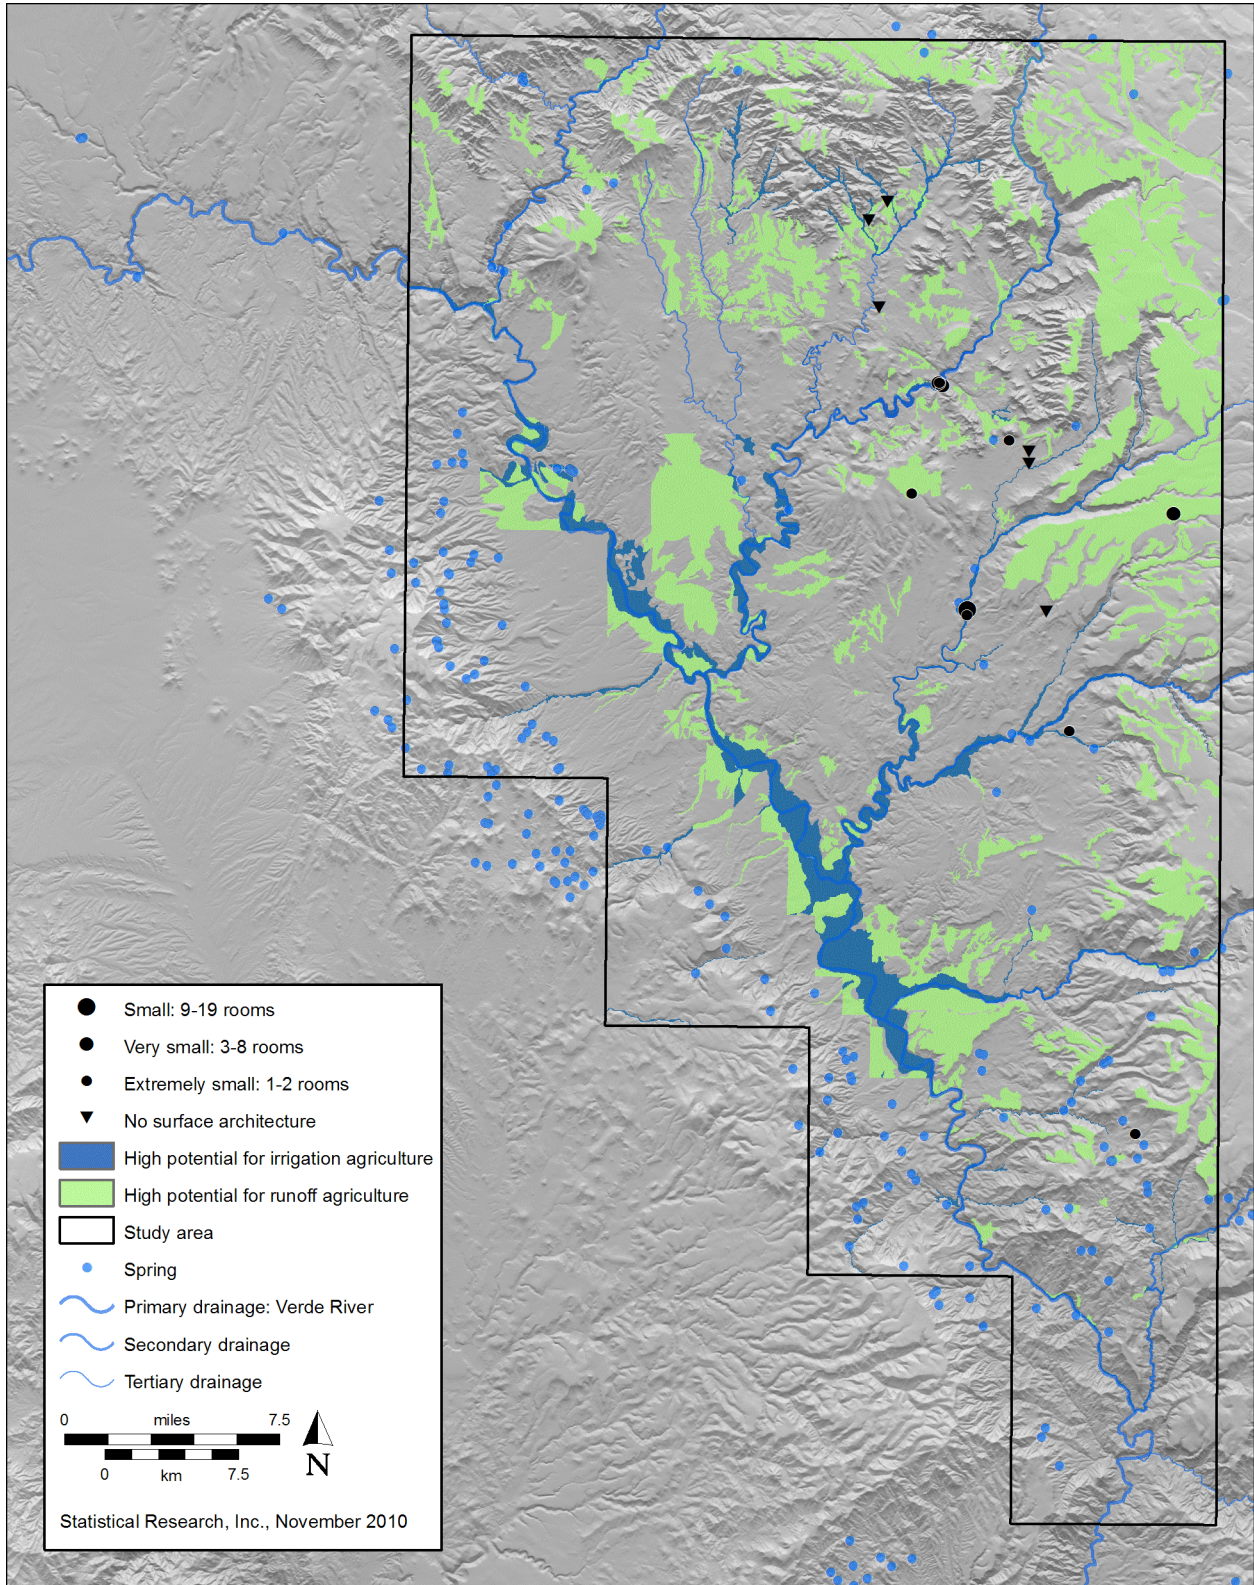 Small: 9-19 rooms
Very small: 3-8 rooms
Extremely small: 1-2 rooms
No surface architecture
High potential for irrigation agriculture
High potential for runoff agriculture
Study area
Spring
Primary drainage: Verde River
Secondary drainage
Tertiary drainage
0 miles 7.5
0 km 7.5
N
Statistical Research, Inc., November 2010